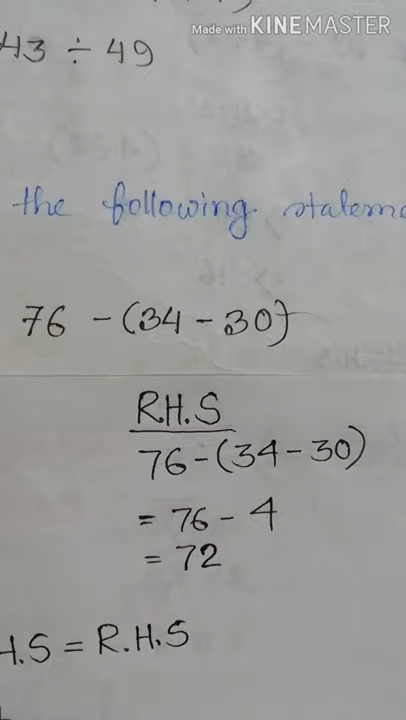 Made with KINEMASTER
43 ÷ 49
the following
76 - (34 - 30)
R.H.S
76 - (34 - 30)
= 76 - 4
= 72
H.S = R.H.S